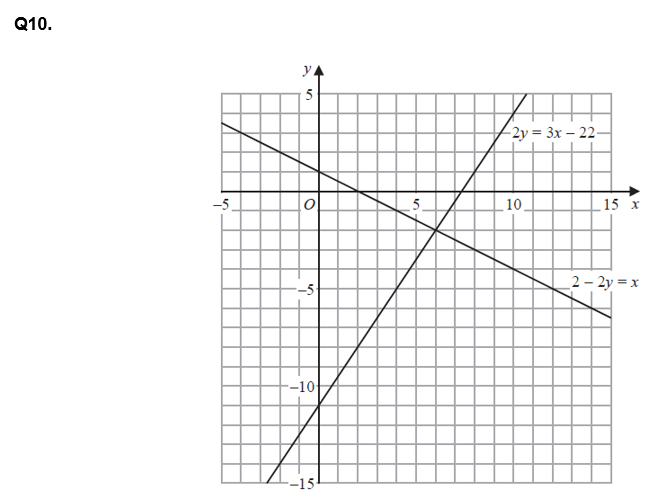 Q10.
y
5
2y = 3x – 22
–5 O 5 10 15 x
2 – 2y = x
–5
–10
–15